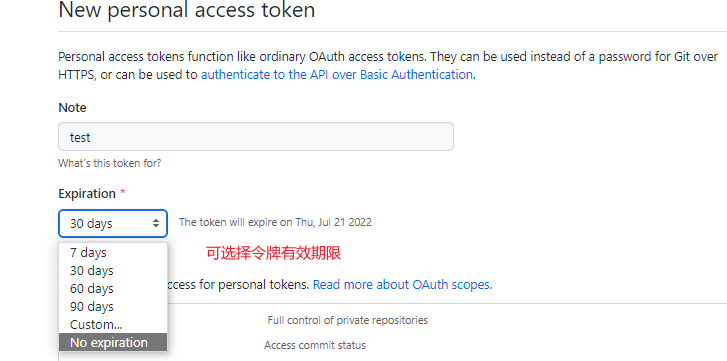 New personal access token
Personal access tokens function like ordinary OAuth access tokens. They can be used instead of a password for Git over
HTTPS, or can be used to authenticate to the API over Basic Authentication.
Note
test
What's this token for?
Expiration *
30 days
The token will expire on Thu, Jul 21 2022
7 days
可选择令牌有效期限
30 days
60 days
access for personal tokens. Read more about OAuth scopes.
90 days
Custom...
Full control of private repositories
No expiration
Access commit status